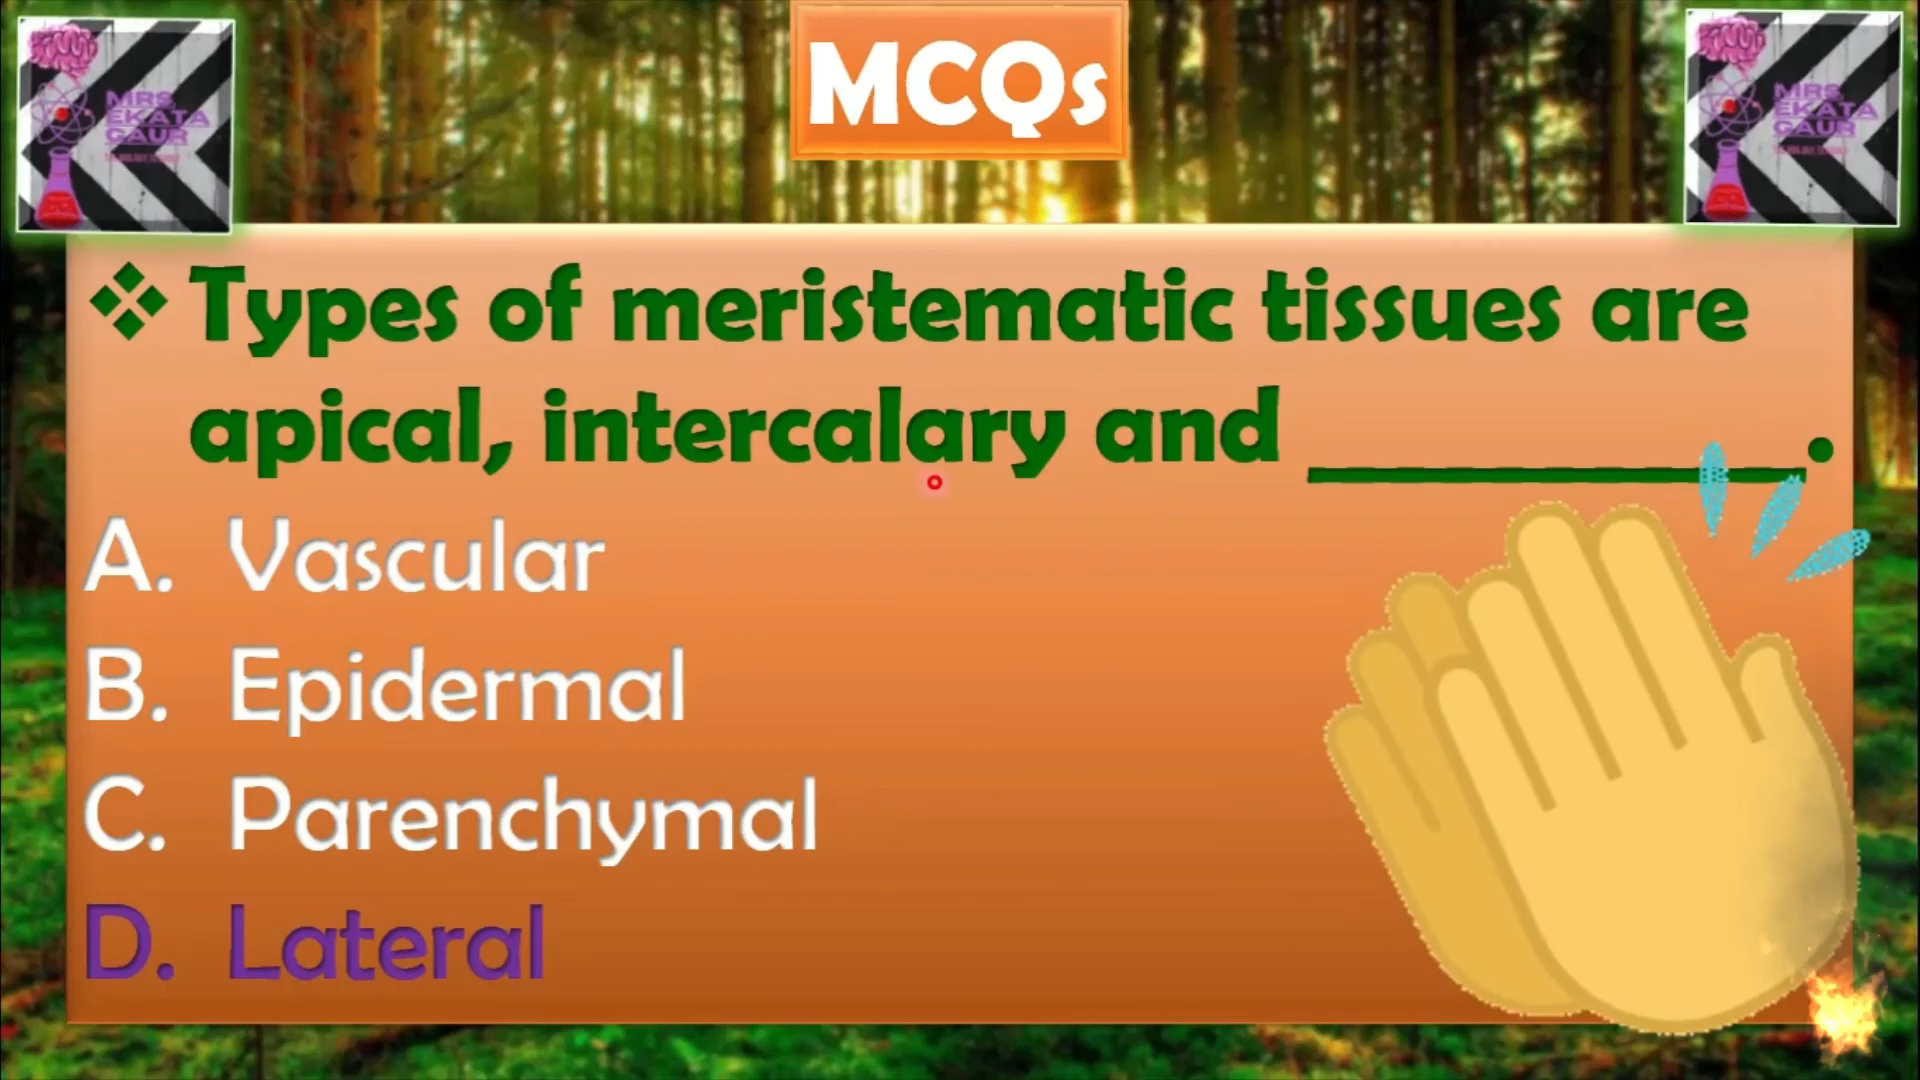 MCQs
MRS
EKATA
GAUR
MRS
EKATA
GAUR
❖ Types of meristematic tissues are
apical, intercalary and ____________.
A. Vascular
B. Epidermal
C. Parenchymal
D. Lateral